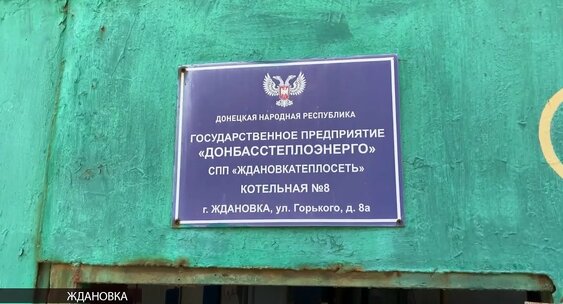 ДОНЕЦКАЯ НАРОДНАЯ РЕСПУБЛИКА
ГОСУДАРСТВЕННОЕ ПРЕДПРИЯТИЕ
«ДОНБАССТЕПЛОЭНЕРГО»
СПП «ЖДАНОВКАТЕПЛОСЕТЬ»
КОТЕЛЬНАЯ №8
г. ЖДАНОВКА, ул. Горького, д. 8а
ЖДАНОВКА